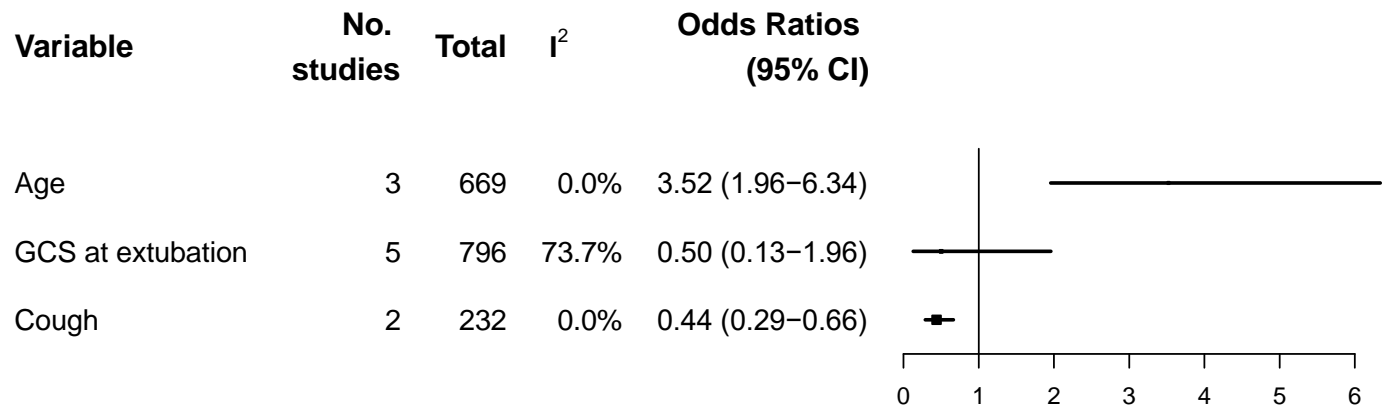 Variable No. studies Total I² Odds Ratios (95% CI)
Age 3 669 0.0% 3.52 (1.96−6.34)
GCS at extubation 5 796 73.7% 0.50 (0.13−1.96)
Cough 2 232 0.0% 0.44 (0.29−0.66)
0 1 2 3 4 5 6